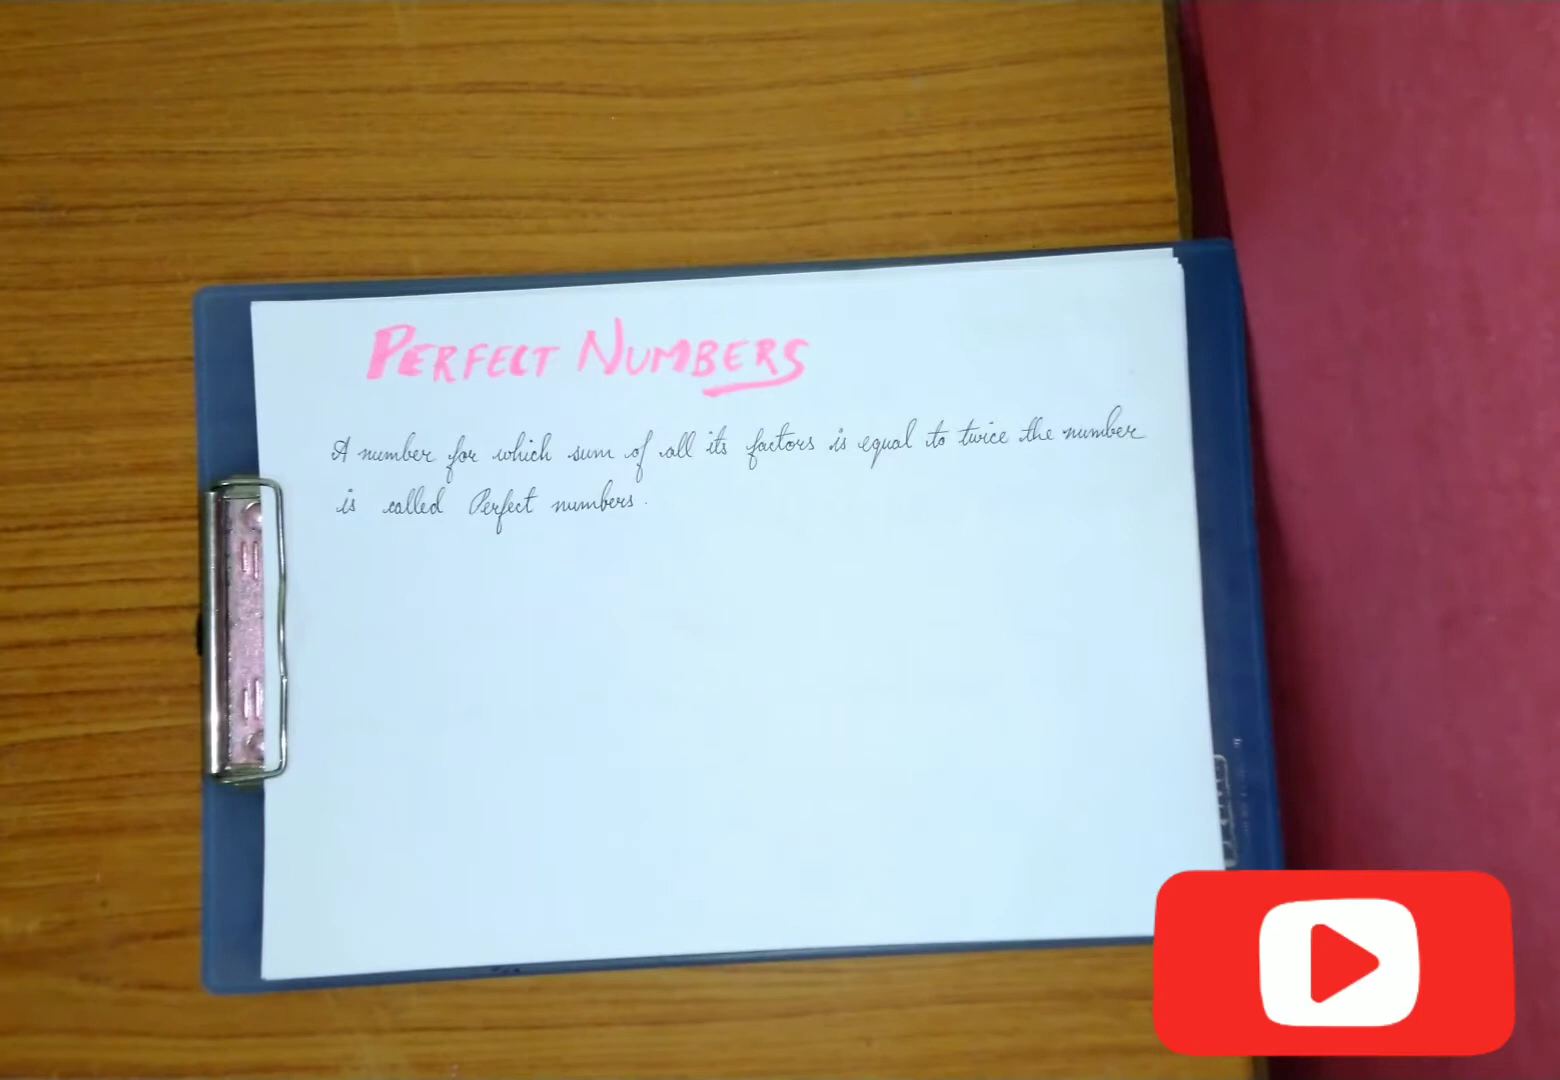 PERFECT NUMBERS
A number for which sum of all its factors is equal to twice the number
is called Perfect numbers.